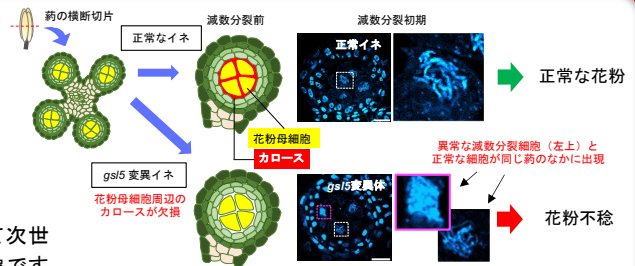 葯の横断切片
正常なイネ
減数分裂前
減数分裂初期
正常イネ
正常な花粉
花粉母細胞
カロース
gsl5 変異イネ
花粉母細胞周辺の
カロースが欠損
gsl5変異体
異常な減数分裂細胞（左上）と
正常な細胞が同じ葯のなかに出現
花粉不稔
て次世
です